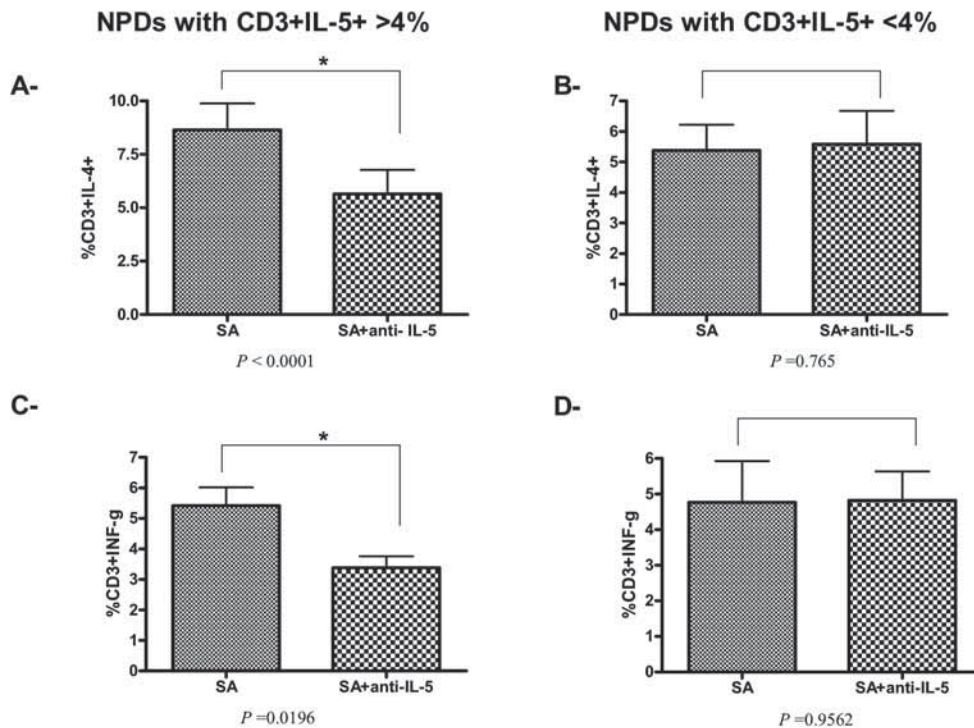 NPDs with CD3+IL-5+ >4%
NPDs with CD3+IL-5+ <4%
A-
*
%CD3+IL-4+
10.0
7.5
5.0
2.5
0.0
SA
SA+anti- IL-5
P < 0.0001
B-
%CD3+IL-4+
7
6
5
4
3
2
1
0
SA
SA+anti-IL-5
P =0.765
C-
*
%CD3+INF-g
7
6
5
4
3
2
1
0
SA
SA+anti-IL-5
P =0.0196
D-
%CD3+INF-g
6
5
4
3
2
1
0
SA
SA+anti-IL-5
P =0.9562